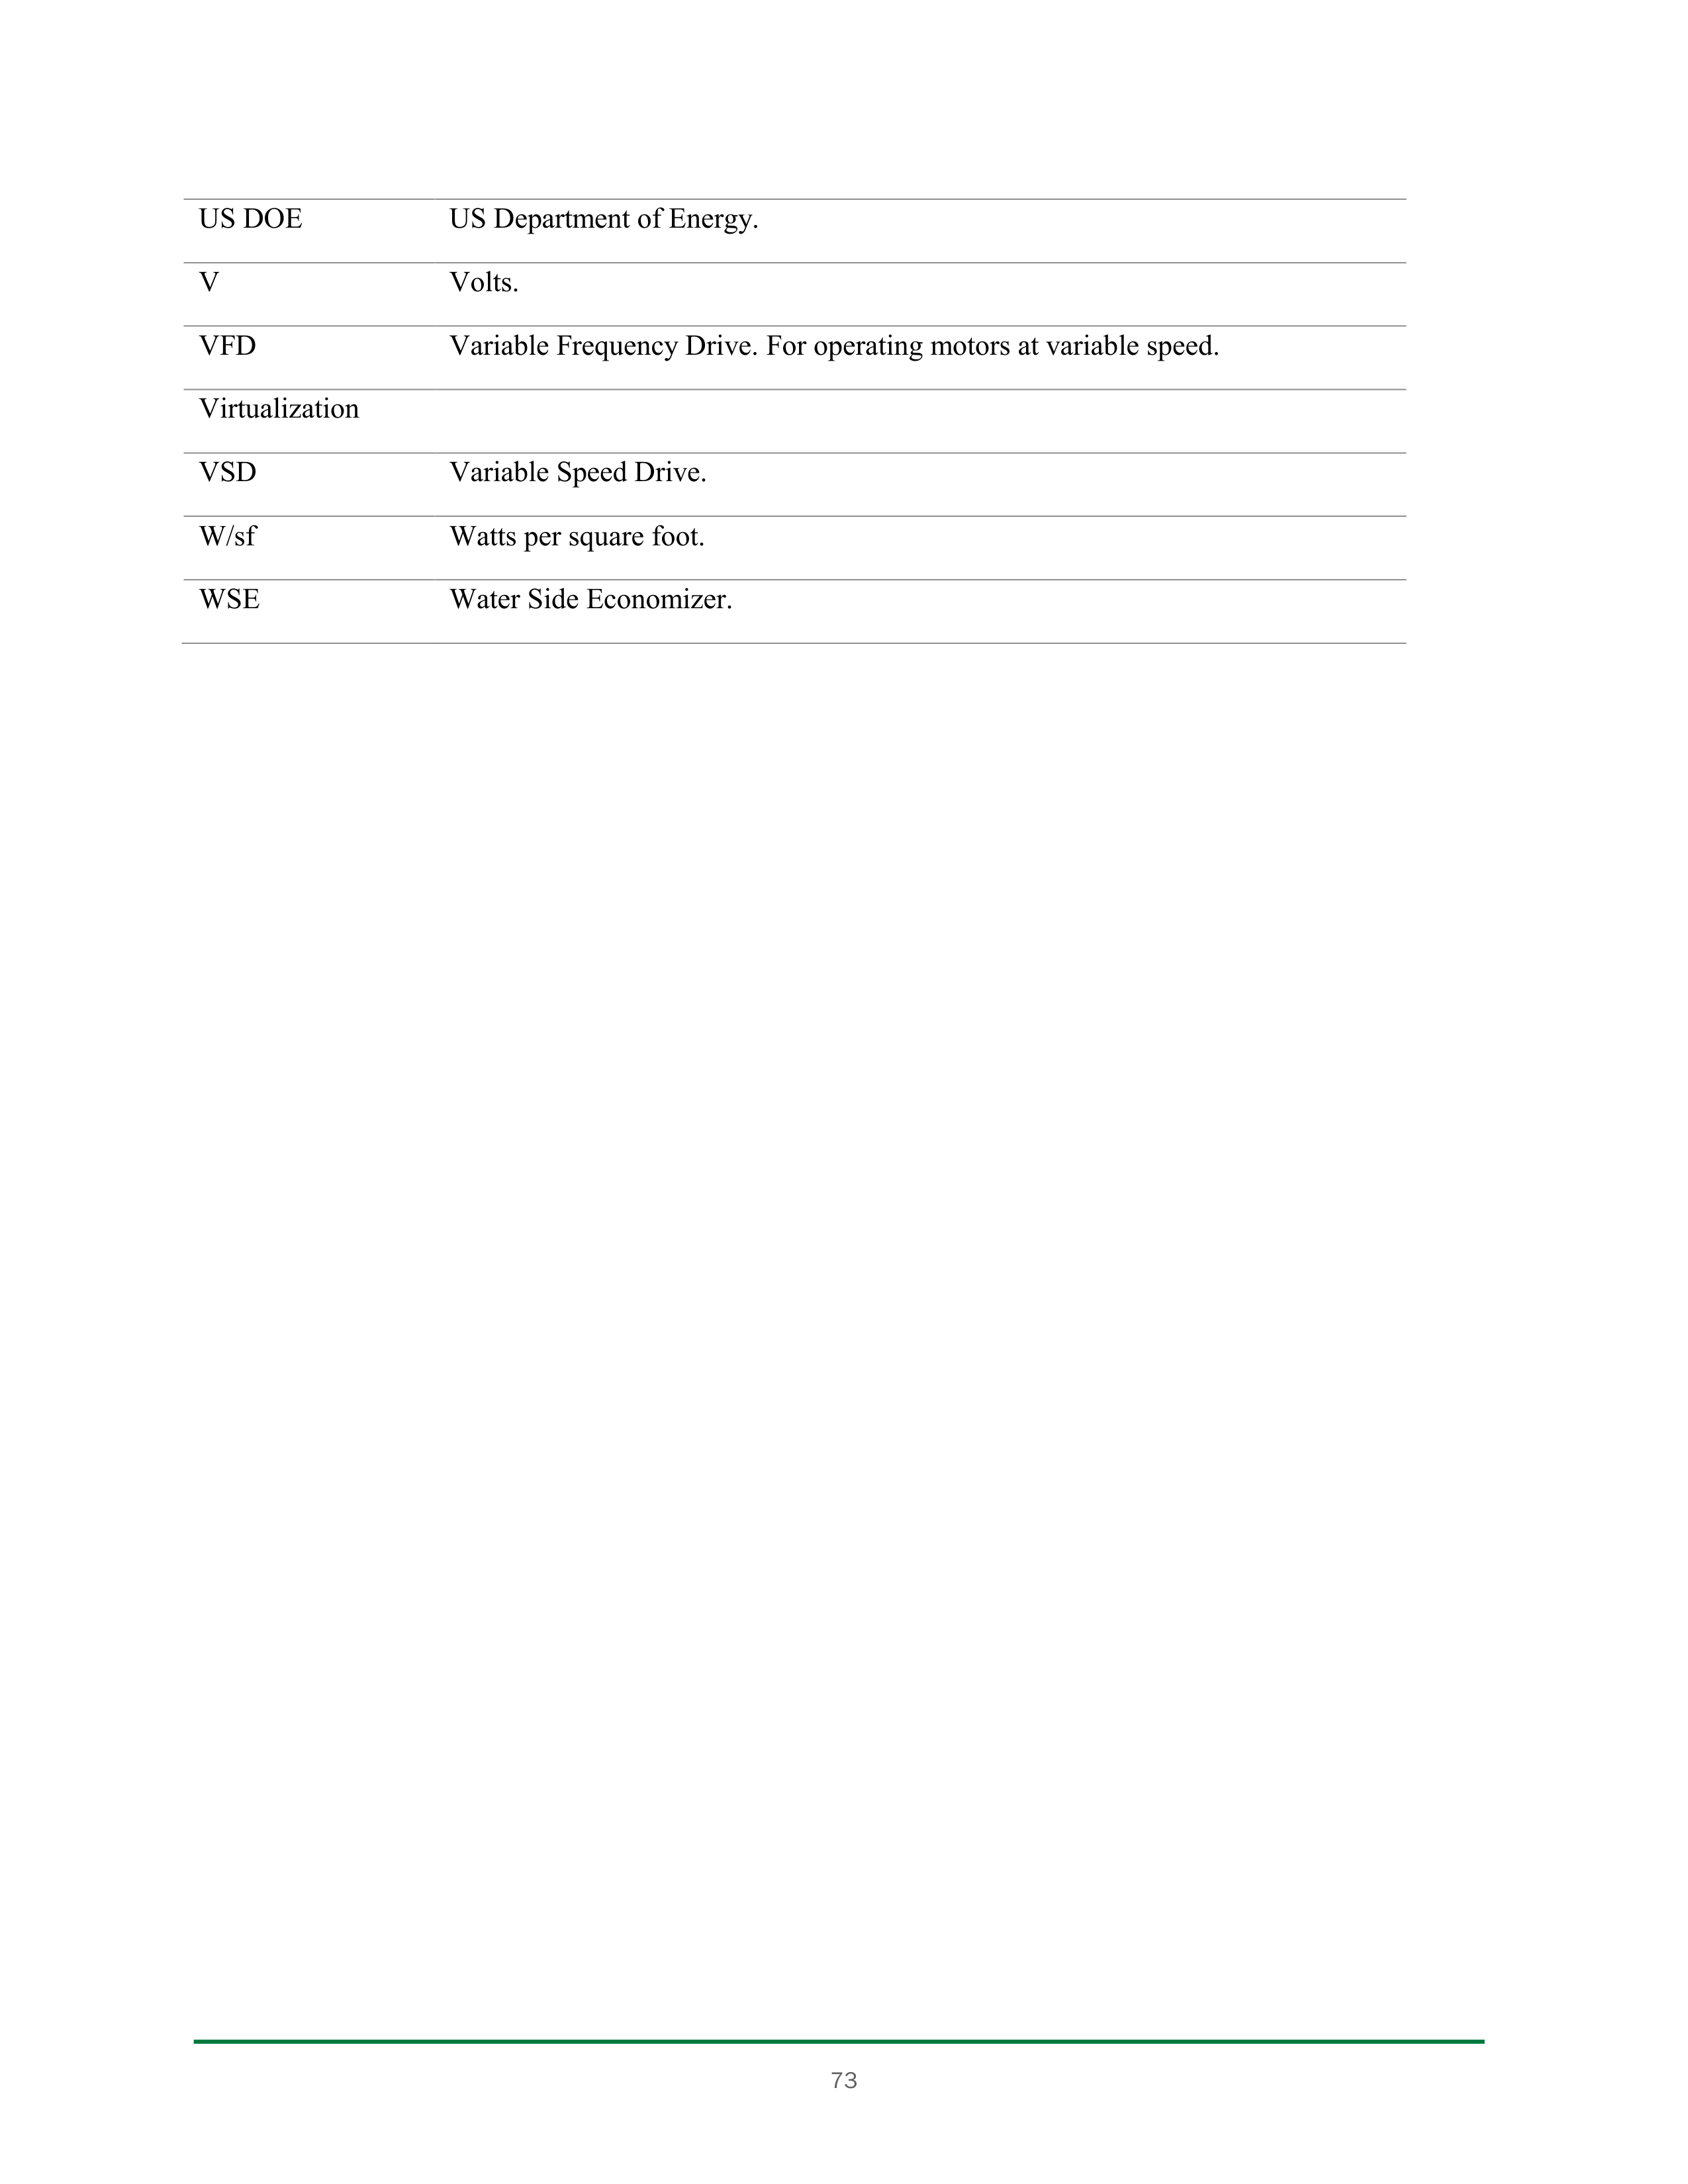 US DOE US Department of Energy.
V Volts.
VFD Variable Frequency Drive. For operating motors at variable speed.
Virtualization
VSD Variable Speed Drive.
W/sf Watts per square foot.
WSE Water Side Economizer.
73